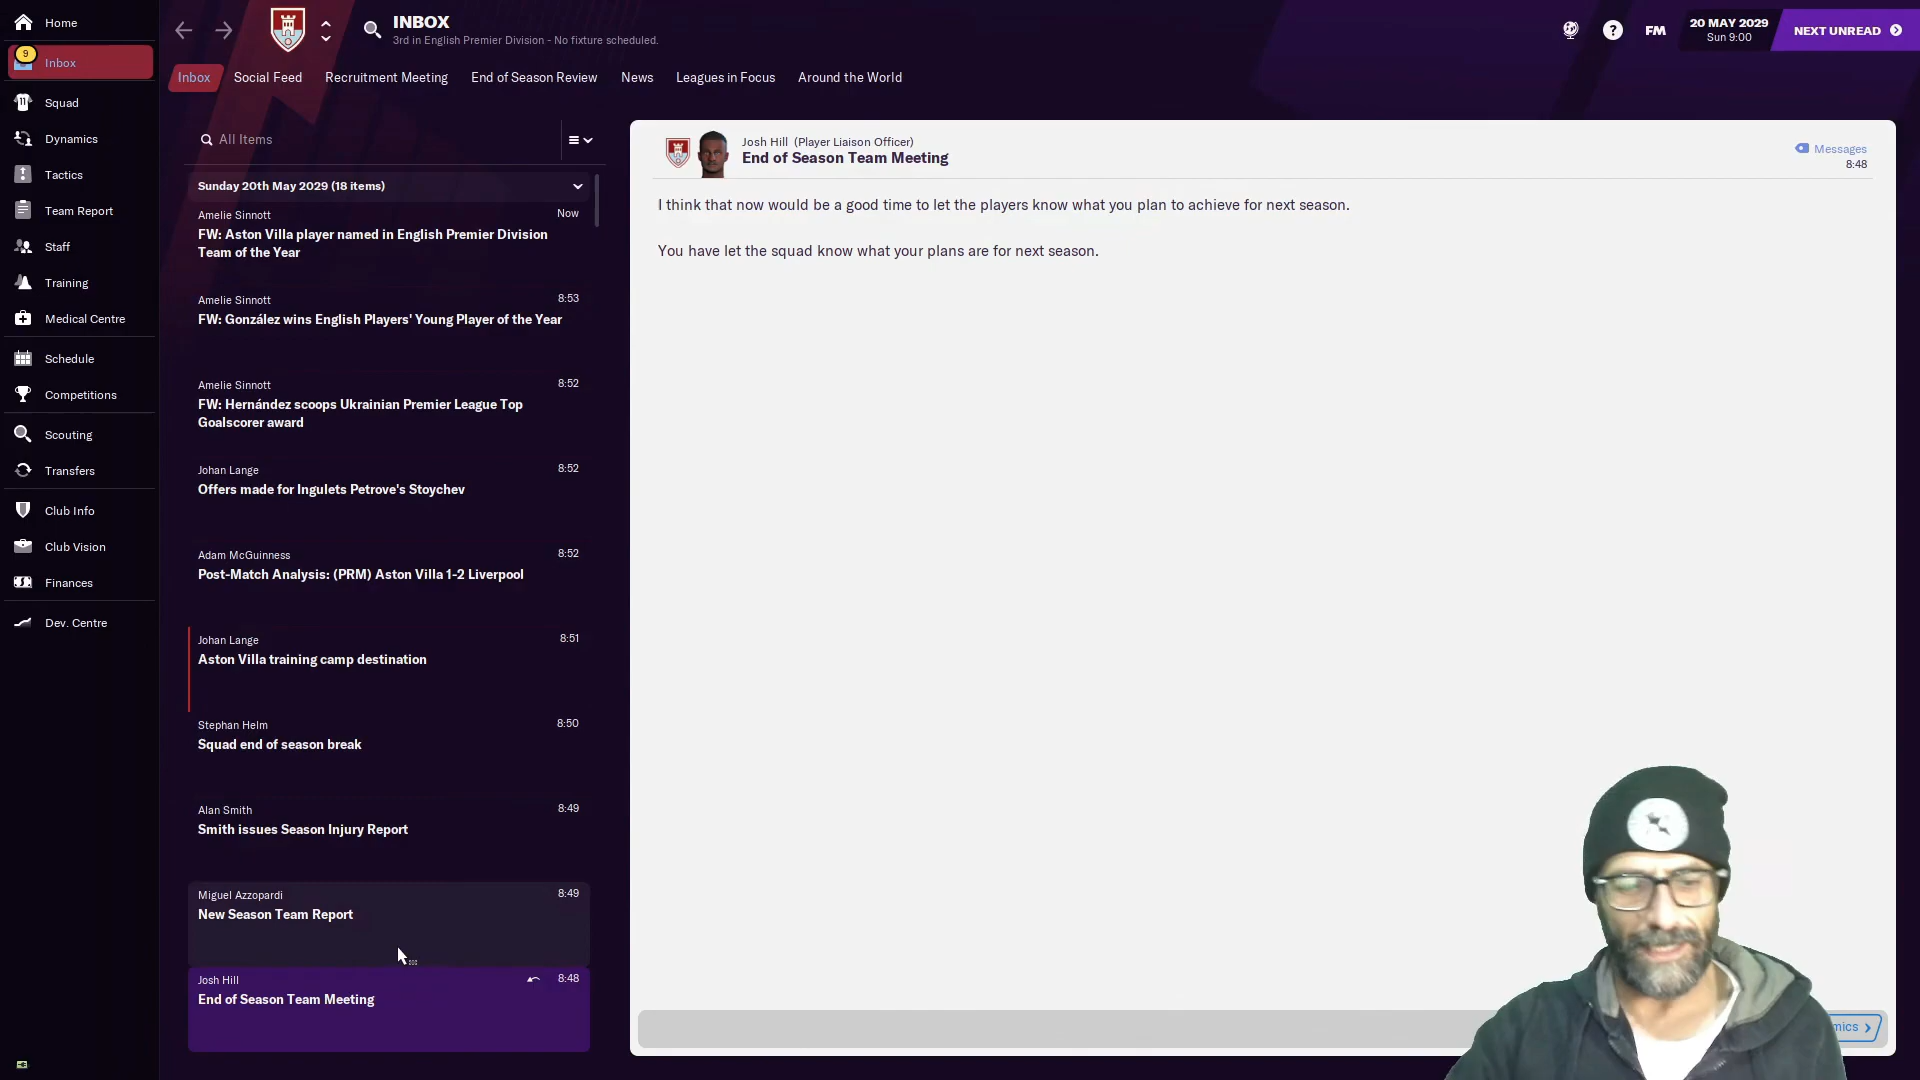 Home
9
Inbox
Squad
Dynamics
Tactics
Team Report
Staff
Training
Medical Centre
Schedule
Competitions
Scouting
Transfers
Club Info
Club Vision
Finances
Dev. Centre
INBOX
3rd in English Premier Division - No fixture scheduled.
FM
20 MAY 2029
Sun 9:00
NEXT UNREAD
Inbox
Social Feed
Recruitment Meeting
End of Season Review
News
Leagues in Focus
Around the World
All Items
Sunday 20th May 2029 (18 items)
Amelie Sinnott Now
FW: Aston Villa player named in English Premier Division
Team of the Year
Amelie Sinnott 8:53
FW: González wins English Players' Young Player of the Year
Amelie Sinnott 8:52
FW: Hernández scoops Ukrainian Premier League Top
Goalscorer award
Johan Lange 8:52
Offers made for Ingulets Petrove's Stoychev
Adam McGuinness 8:52
Post-Match Analysis: (PRM) Aston Villa 1-2 Liverpool
Johan Lange 8:51
Aston Villa training camp destination
Stephan Helm 8:50
Squad end of season break
Alan Smith 8:49
Smith issues Season Injury Report
Miguel Azzopardi 8:49
New Season Team Report
Josh Hill 8:48
End of Season Team Meeting
Josh Hill (Player Liaison Officer)
End of Season Team Meeting
Messages
8:48
I think that now would be a good time to let the players know what you plan to achieve for next season.
You have let the squad know what your plans are for next season.
mics